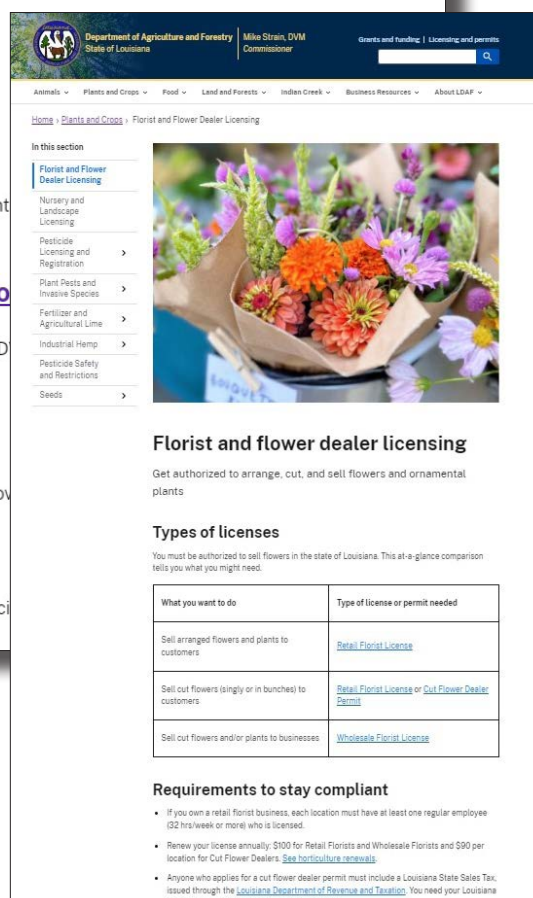 Department of Agriculture and Forestry
State of Louisiana
Mike Strain, DVM
Commissioner
Grants and funding | Licensing and permits
Animals
Plants and Crops
Food
Land and Forests
Indian Creek
Business Resources
About LDAF
Home › Plants and Crops › Florist and Flower Dealer Licensing
In this section
Florist and Flower
Dealer Licensing
Nursery and
Landscape
Licensing
Pesticide
Licensing and
Registration
Plant Pests and
Invasive Species
Fertilizer and
Agricultural Lime
Industrial Hemp
Pesticide Safety
and Restrictions
Seeds
Florist and flower dealer licensing
Get authorized to arrange, cut, and sell flowers and ornamental
plants
Types of licenses
You must be authorized to sell flowers in the state of Louisiana. This at-a-glance comparison
tells you what you might need.
What you want to do
Type of license or permit needed
Sell arranged flowers and plants to
customers
Retail Florist License
Sell cut flowers (singly or in bunches) to
customers
Retail Florist License or Cut Flower Dealer
Permit
Sell cut flowers and/or plants to businesses
Wholesale Florist License
Requirements to stay compliant
• If you own a retail florist business, each location must have at least one regular employee
(32 hrs/week or more) who is licensed.
• Renew your license annually: $100 for Retail Florists and Wholesale Florists and $90 per
location for Cut Flower Dealers. See horticulture renewals.
• Anyone who applies for a cut flower dealer permit must include a Louisiana State Sales Tax,
issued through the Louisiana Department of Revenue and Taxation. You need your Louisiana